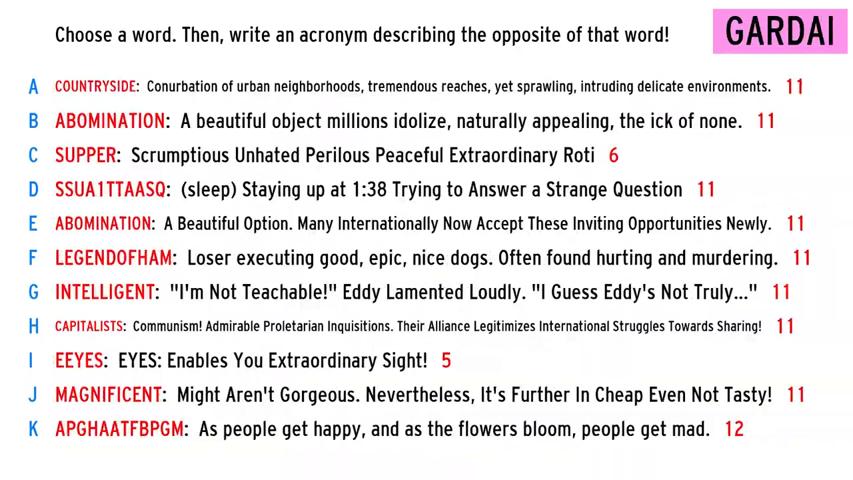 Choose a word. Then, write an acronym describing the opposite of that word!
GARDAI
A COUNTRYSIDE: Conurbation of urban neighborhoods, tremendous reaches, yet sprawling, intruding delicate environments. 11
B ABOMINATION: A beautiful object millions idolize, naturally appealing, the ick of none. 11
C SUPPER: Scrumptious Unhated Perilous Peaceful Extraordinary Roti 6
D SSUA1TTAASQ: (sleep) Staying up at 1:38 Trying to Answer a Strange Question 11
E ABOMINATION: A Beautiful Option. Many Internationally Now Accept These Inviting Opportunities Newly. 11
F LEGENDOFHAM: Loser executing good, epic, nice dogs. Often found hurting and murdering. 11
G INTELLIGENT: "I'm Not Teachable!" Eddy Lamented Loudly. "I Guess Eddy's Not Truly..." 11
H CAPITALISTS: Communism! Admirable Proletarian Inquisitions. Their Alliance Legitimizes International Struggles Towards Sharing! 11
I EEYES: EYES: Enables You Extraordinary Sight! 5
J MAGNIFICENT: Might Aren't Gorgeous. Nevertheless, It's Further In Cheap Even Not Tasty! 11
K APGHAATFBPGM: As people get happy, and as the flowers bloom, people get mad. 12